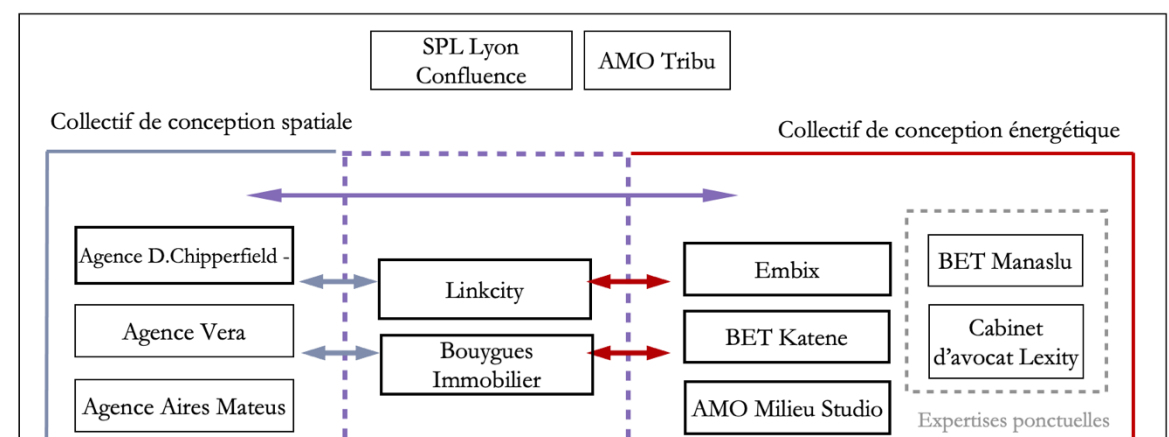 SPL Lyon
Confluence
AMO Tribu
Collectif de conception spatiale
Collectif de conception énergétique
Agence D.Chipperfield -
Agence Vera
Agence Aires Mateus
Linkcity
Bouygues
Immobilier
Embix
BET Katene
AMO Milieu Studio
BET Manaslu
Cabinet
d'avocat Lexity
Expertises ponctuelles